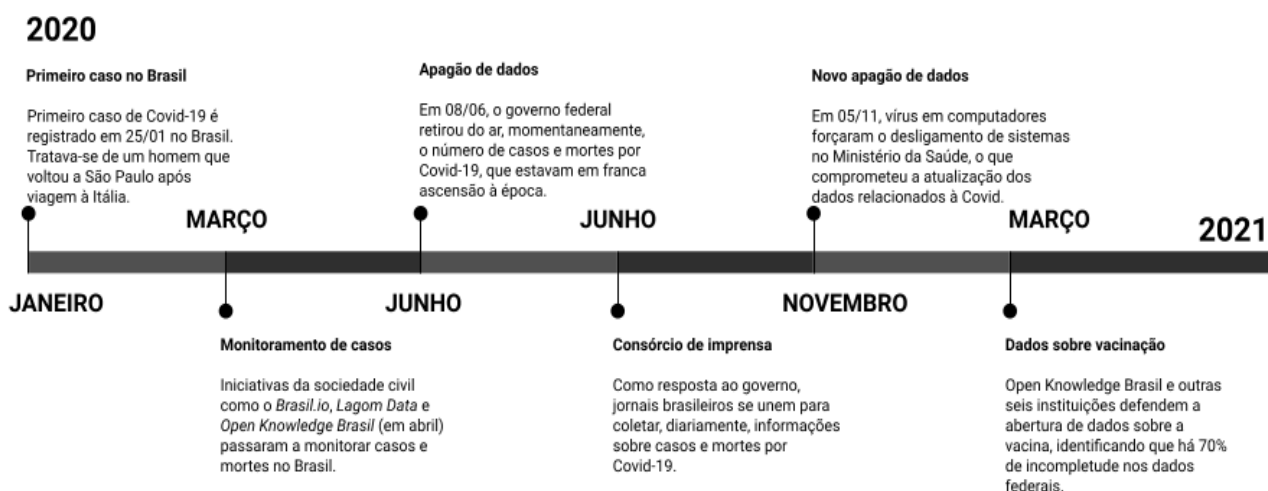 2020
Primeiro caso no Brasil
Primeiro caso de Covid-19 é
registrado em 25/01 no Brasil.
Tratava-se de um homem que
voltou a São Paulo após
viagem à Itália.
Apagão de dados
Em 08/06, o governo federal
retirou do ar, momentaneamente,
o número de casos e mortes por
Covid-19, que estavam em franca
ascensão à época.
Novo apagão de dados
Em 05/11, vírus em computadores
forçaram o desligamento de sistemas
no Ministério da Saúde, o que
comprometeu a atualização dos
dados relacionados à Covid.
MARÇO
JUNHO
MARÇO
2021
JANEIRO
JUNHO
NOVEMBRO
Monitoramento de casos
Iniciativas da sociedade civil
como o Brasil.io, Lagom Data e
Open Knowledge Brasil (em abril)
passaram a monitorar casos e
mortes no Brasil.
Consórcio de imprensa
Como resposta ao governo,
jornais brasileiros se unem para
coletar, diariamente, informações
sobre casos e mortes por
Covid-19.
Dados sobre vacinação
Open Knowledge Brasil e outras
seis instituições defendem a
abertura de dados sobre a
vacina, identificando que há 70%
de incompletude nos dados
federais.